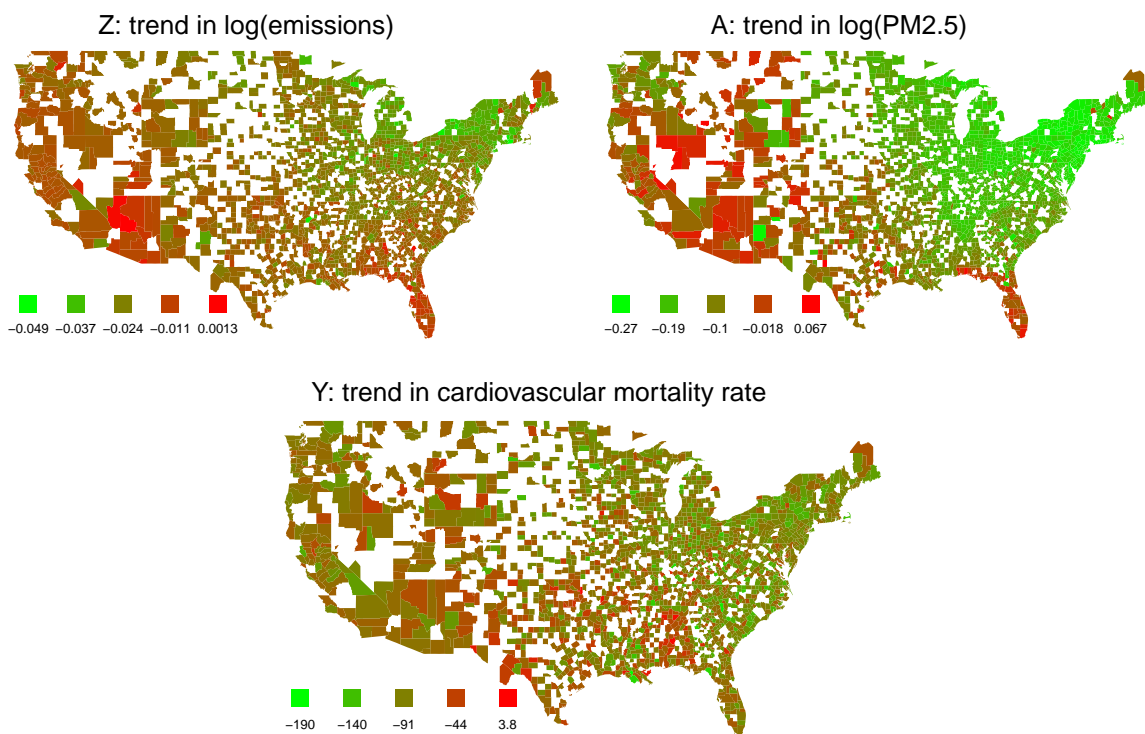 Z: trend in log(emissions)
A: trend in log(PM2.5)
−0.049 −0.037 −0.024 −0.011 0.0013
−0.27 −0.19 −0.1 −0.018 0.067
Y: trend in cardiovascular mortality rate
−190 −140 −91 −44 3.8